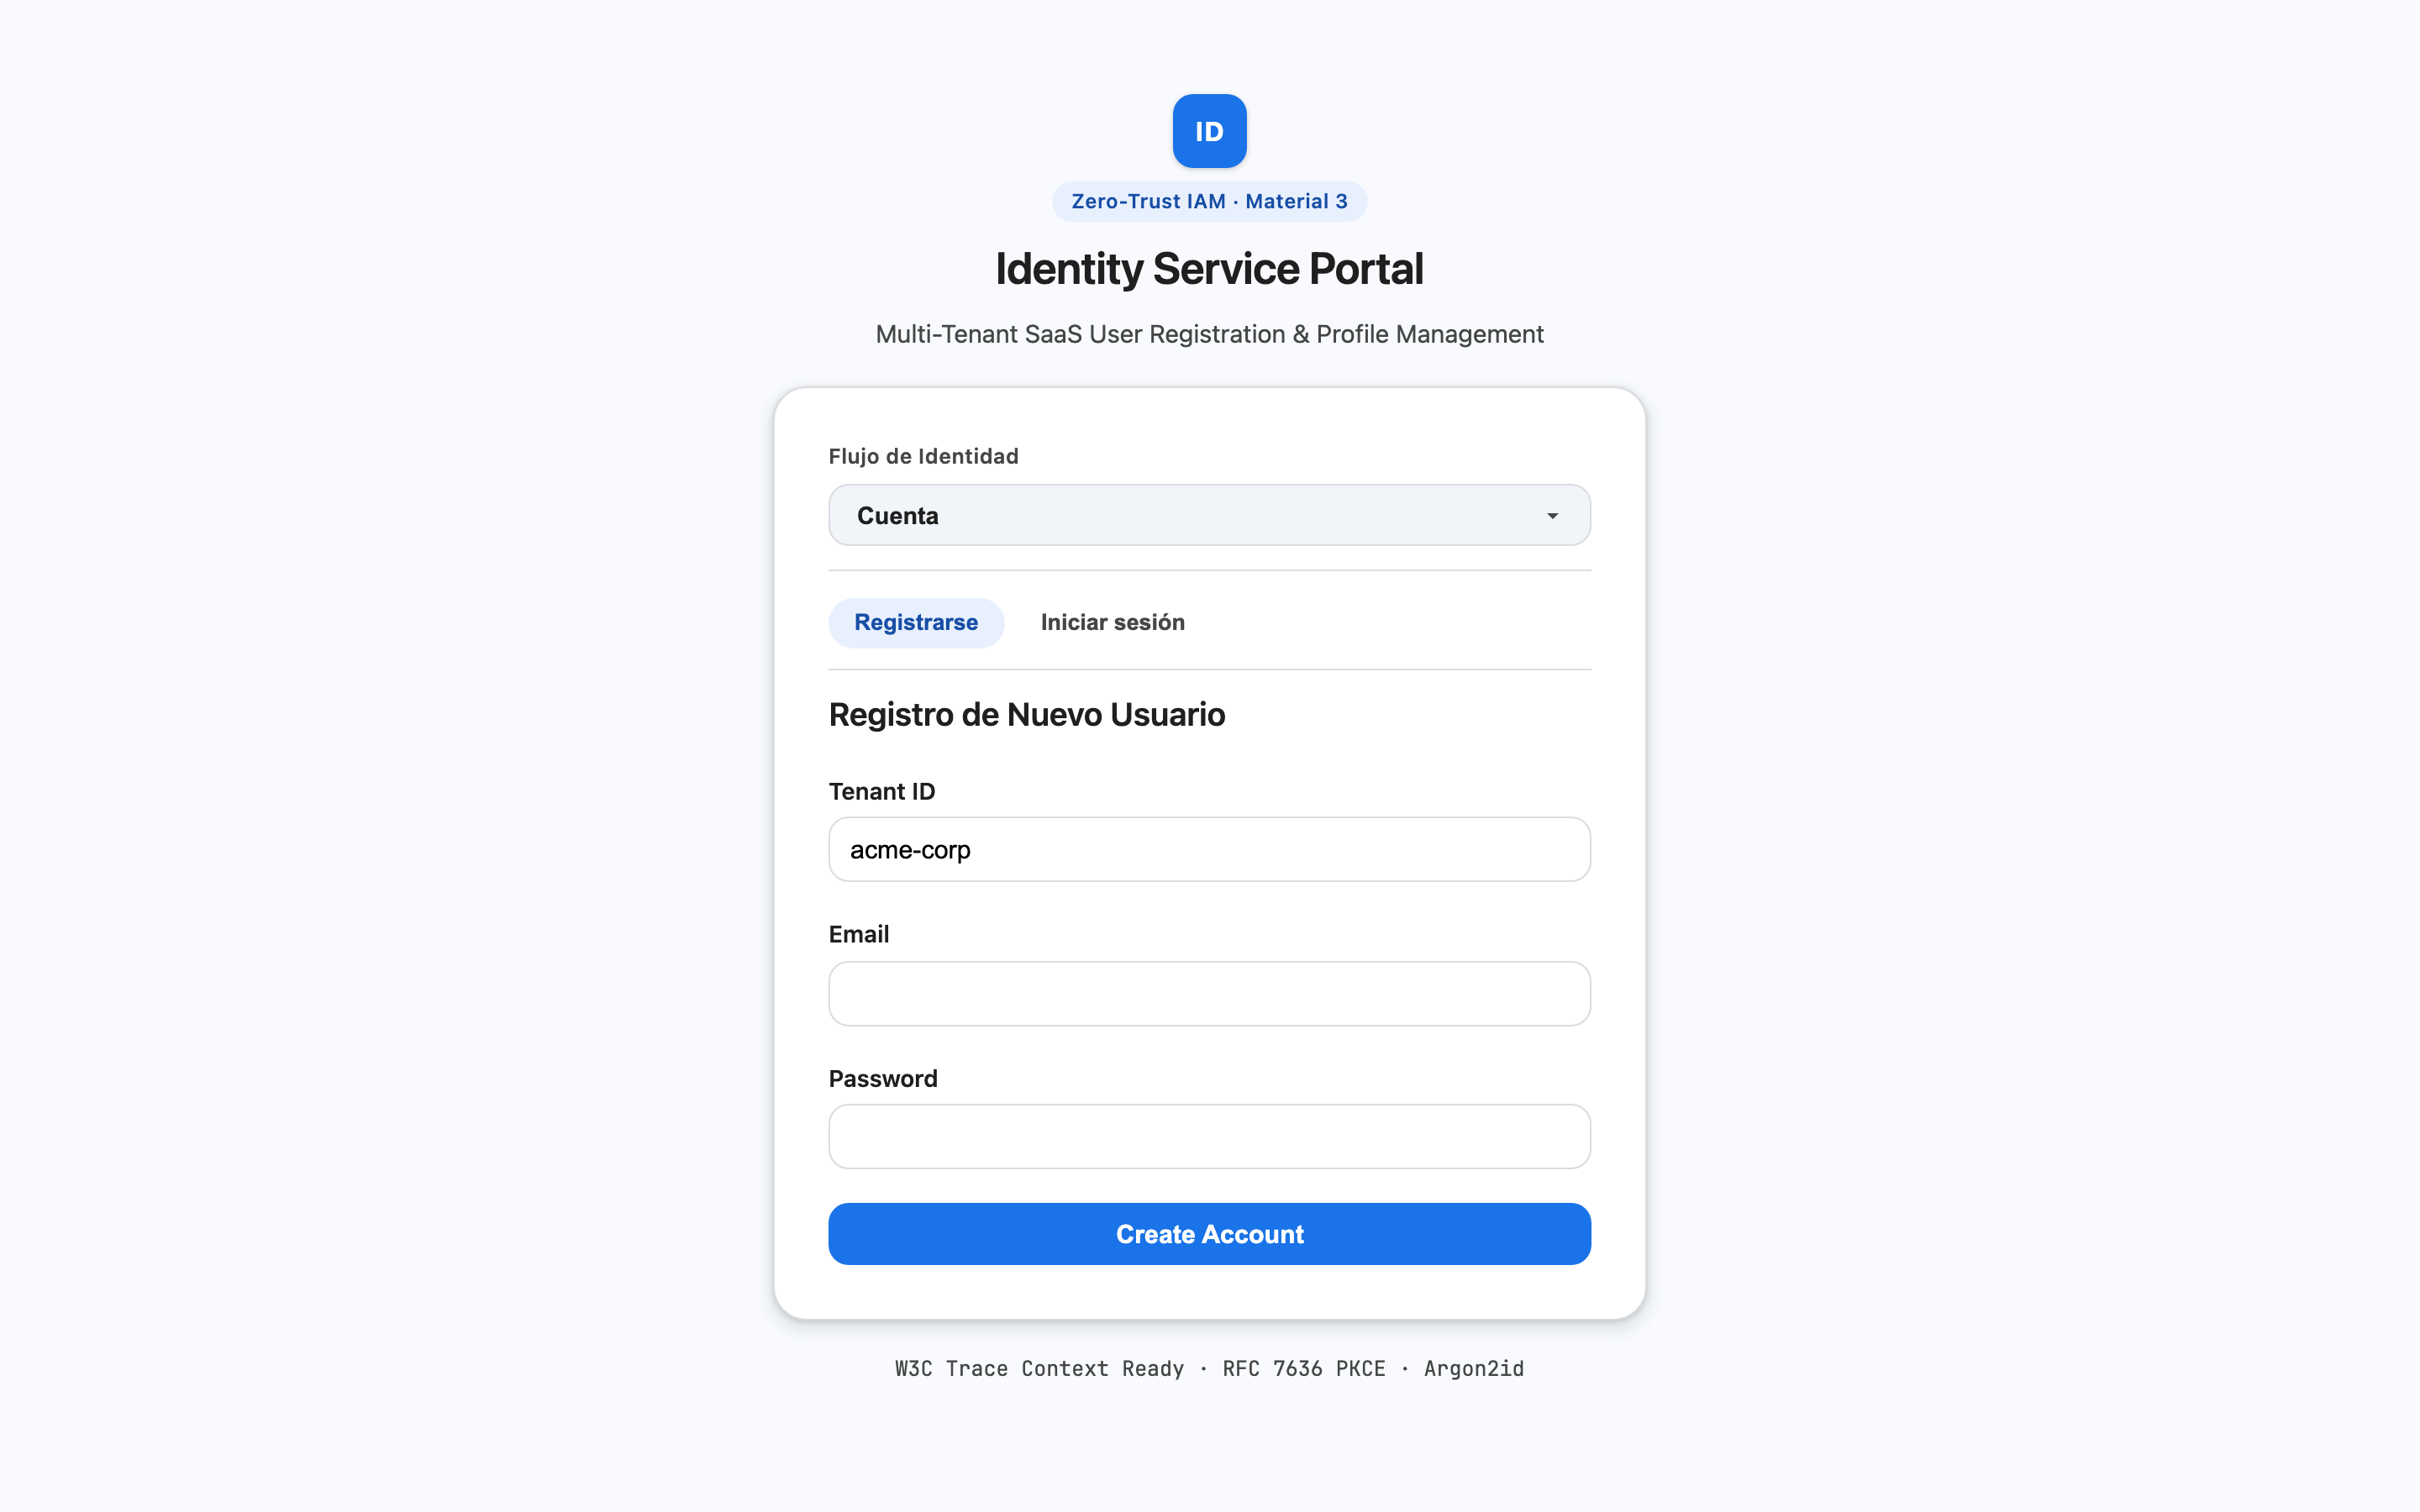 ID
Zero-Trust IAM · Material 3
Identity Service Portal
Multi-Tenant SaaS User Registration & Profile Management
Flujo de Identidad
Cuenta
Registrarse Iniciar sesión
Registro de Nuevo Usuario
Tenant ID
acme-corp
Email
Password
Create Account
W3C Trace Context Ready · RFC 7636 PKCE · Argon2id